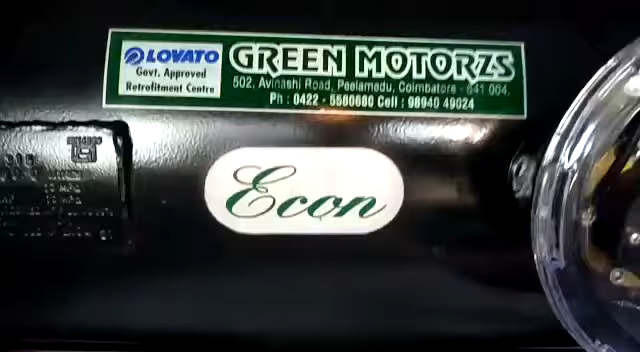 LOVATO
Govt. Approved
Retrofitment Centre
GREEN MOTORZS
502, Avinashi Road, Peelamedu, Coimbatore - 641 004.
Ph : 0422 - 5580680 Cell : 98940 49024
Econ